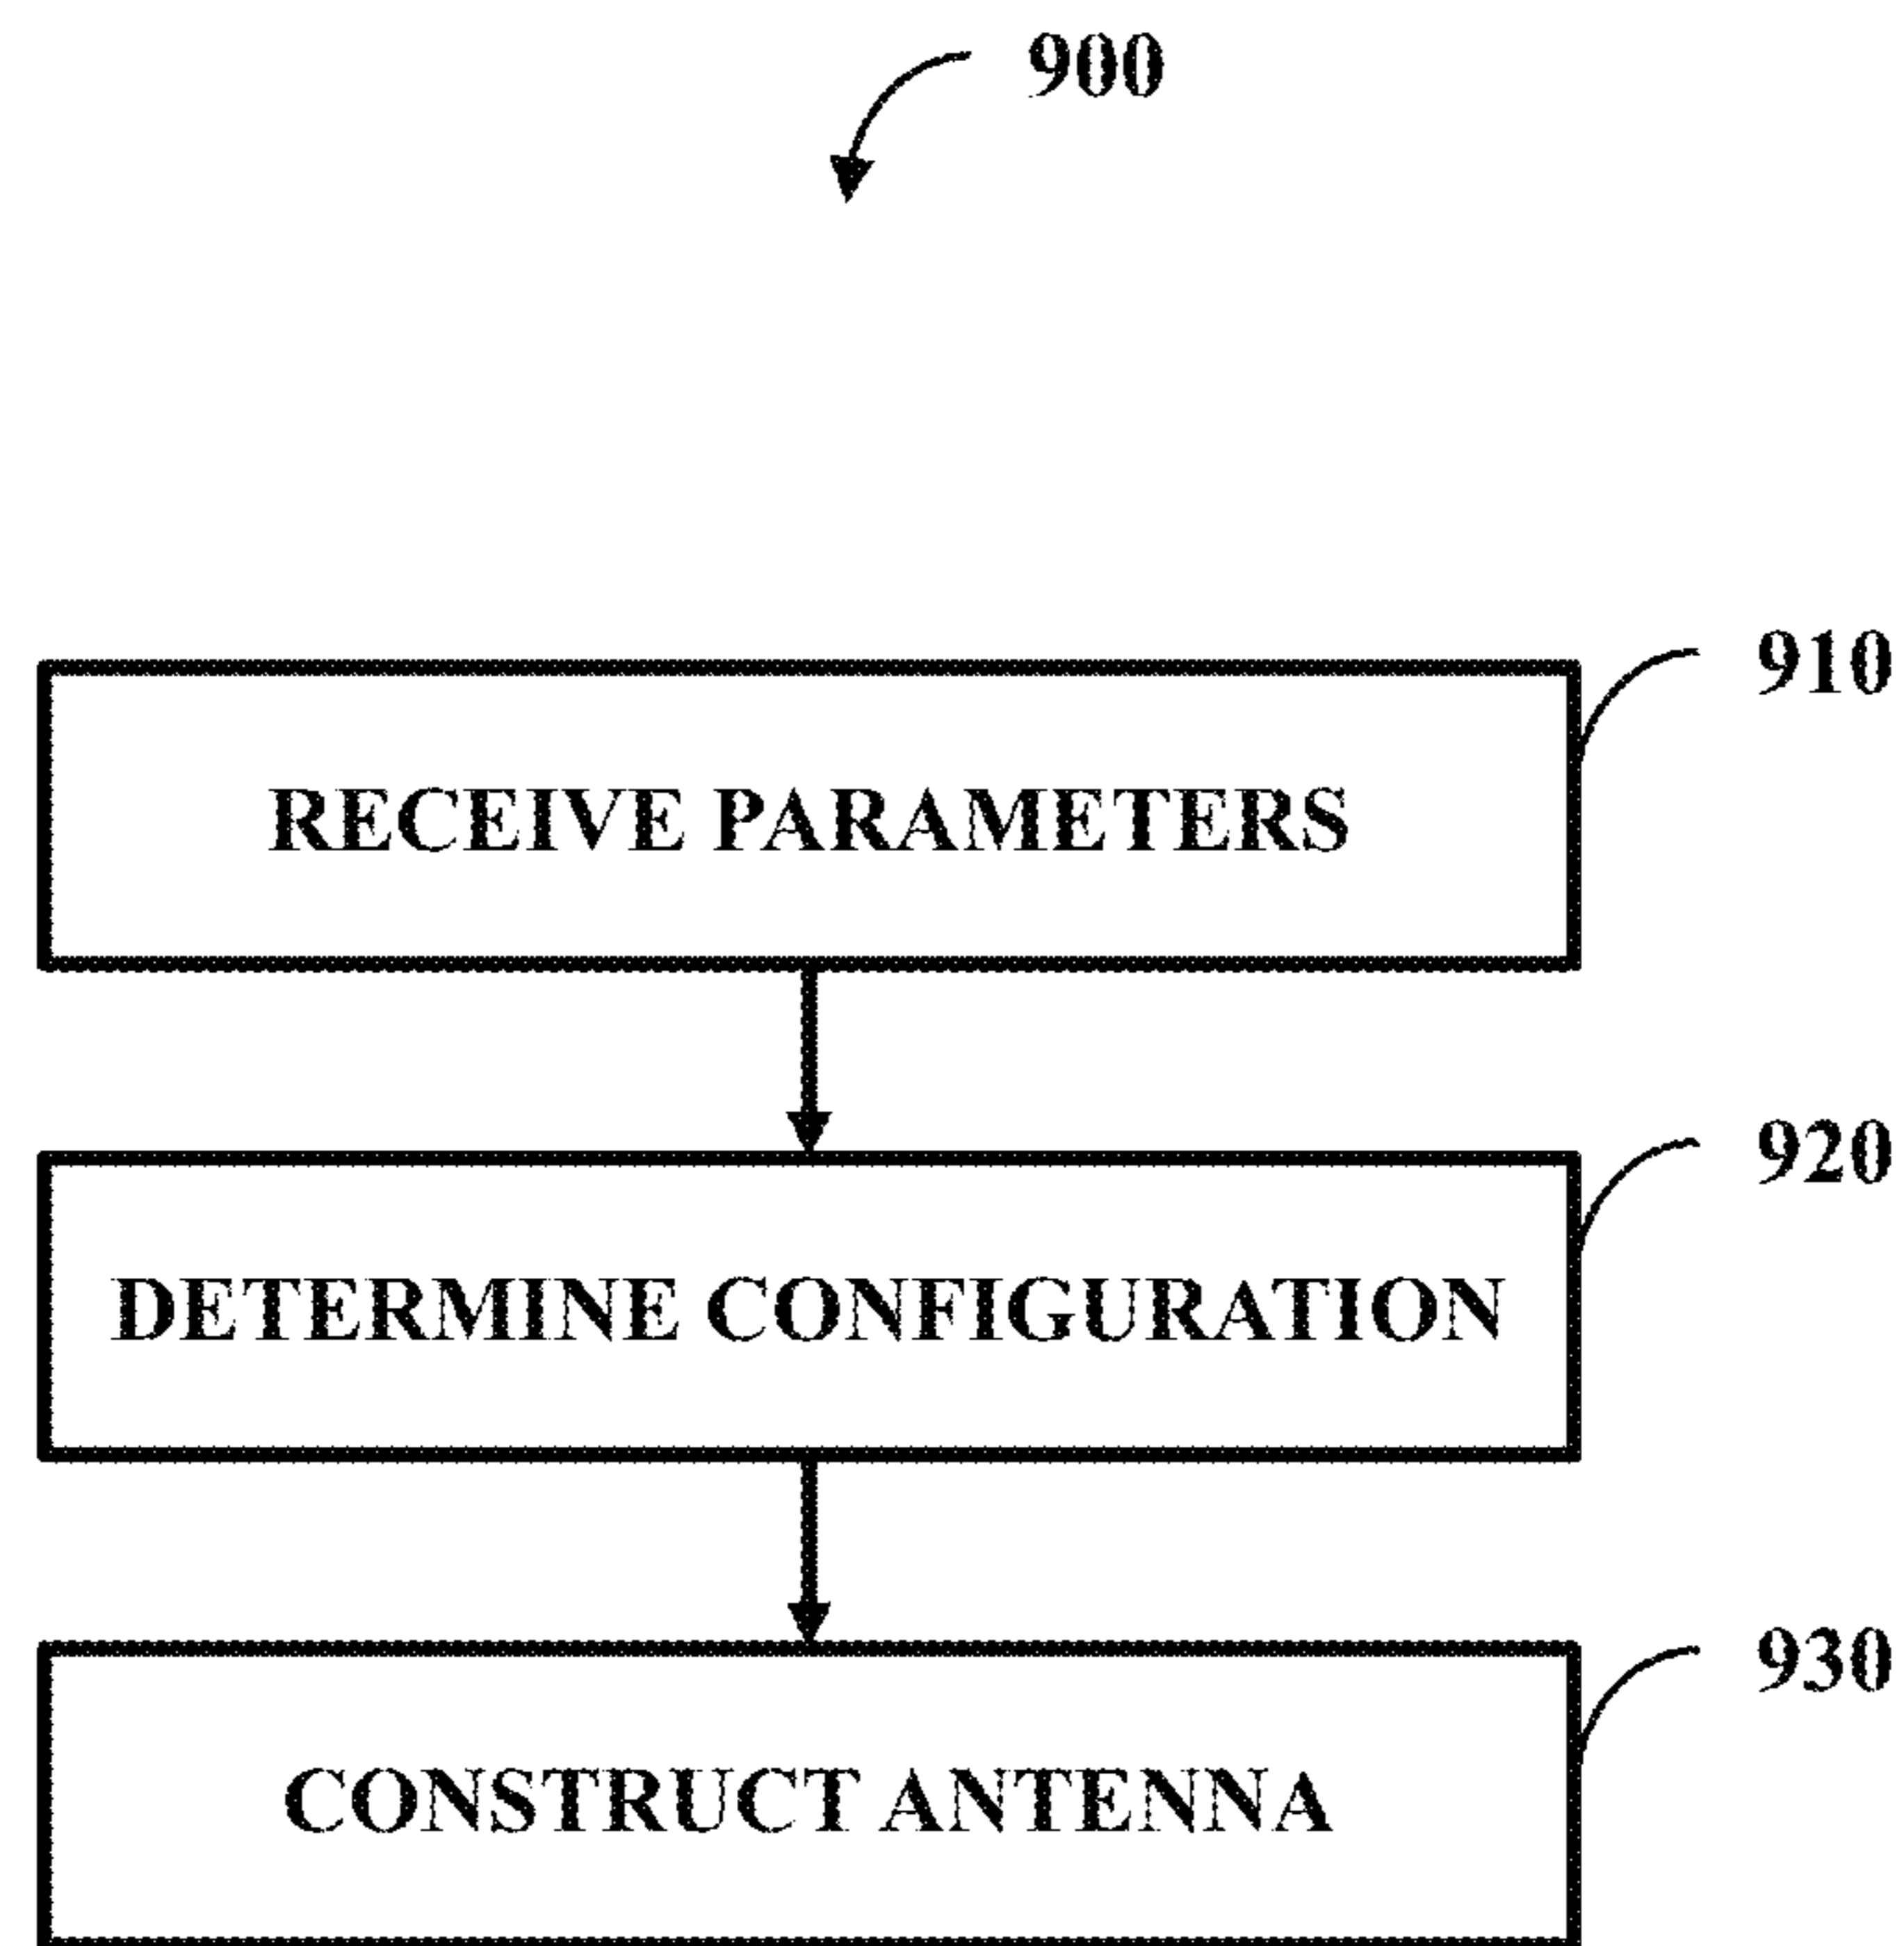 900
910
RECEIVE PARAMETERS
920
DETERMINE CONFIGURATION
930
CONSTRUCT ANTENNA